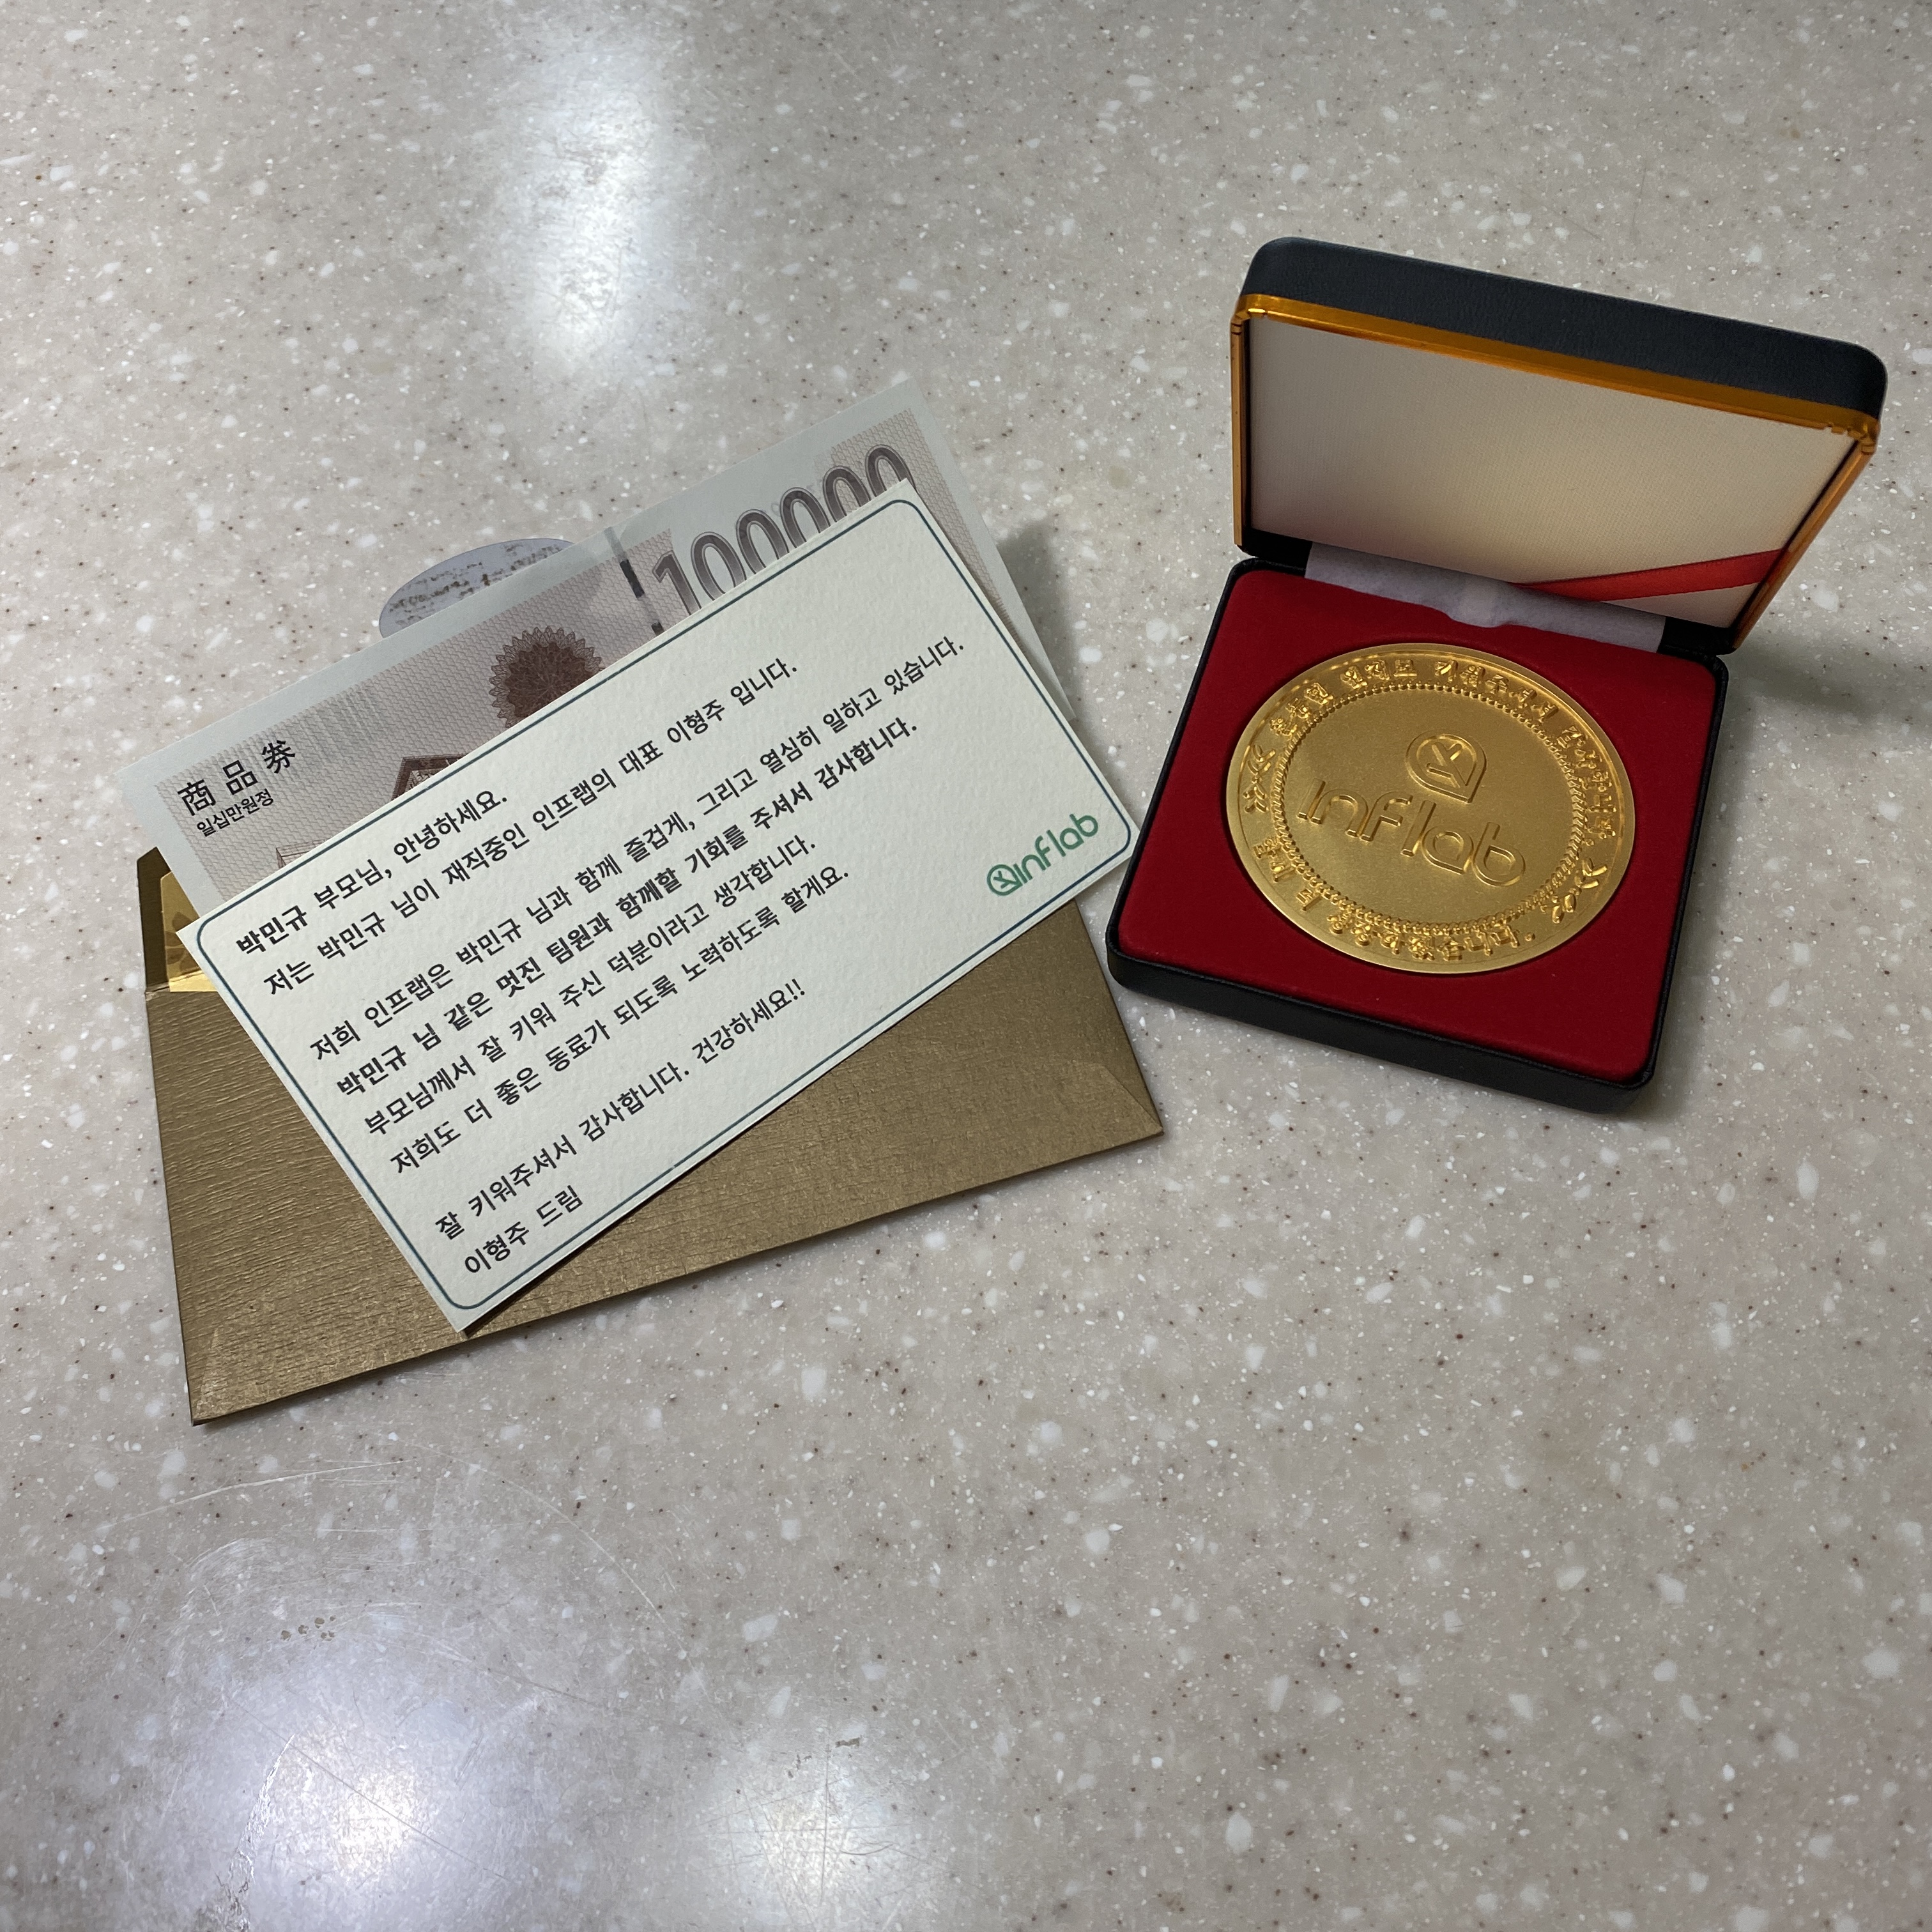 100000
商品券
일십만원정
박민규 부모님, 안녕하세요.
저는 박민규 님이 재직중인 인프랩의 대표 이형주 입니다.
저희 인프랩은 박민규 님과 함께 즐겁게, 그리고 열심히 일하고 있습니다.
박민규 님 같은 멋진 팀원과 함께할 기회를 주셔서 감사합니다.
부모님께서 잘 키워 주신 덕분이라고 생각합니다.
저희도 더 좋은 동료가 되도록 노력하도록 할게요.
잘 키워주셔서 감사합니다. 건강하세요!!
이형주 드림
inflab
inflab